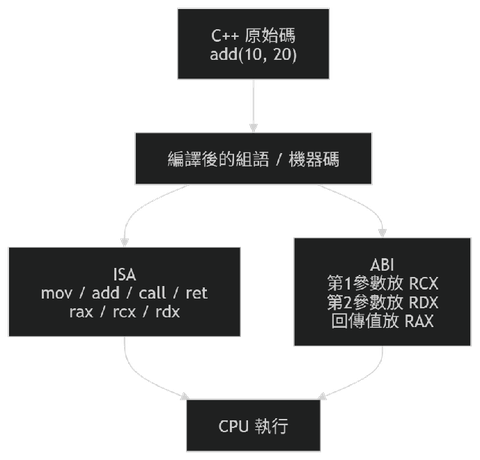 C++ 原始碼
add(10, 20)
編譯後的組語 / 機器碼
ISA
mov / add / call / ret
rax / rcx / rdx
ABI
第1參數放 RCX
第2參數放 RDX
回傳值放 RAX
CPU 執行